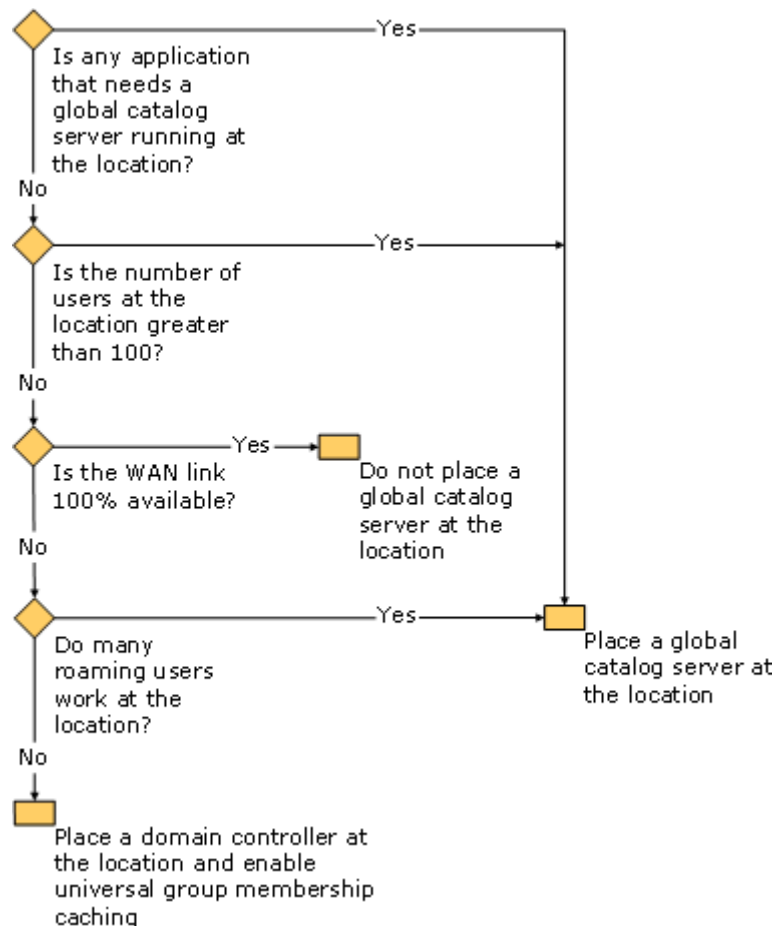 Yes
Is any application
that needs a
global catalog
server running at
the location?
No
Yes
Is the number of
users at the
location greater
than 100?
No
Yes
Is the WAN link
100% available?
Do not place a
global catalog
server at the
location
No
Yes
Do many
roaming users
work at the
location?
Place a global
catalog server at
the location
No
Place a domain controller at
the location and enable
universal group membership
caching